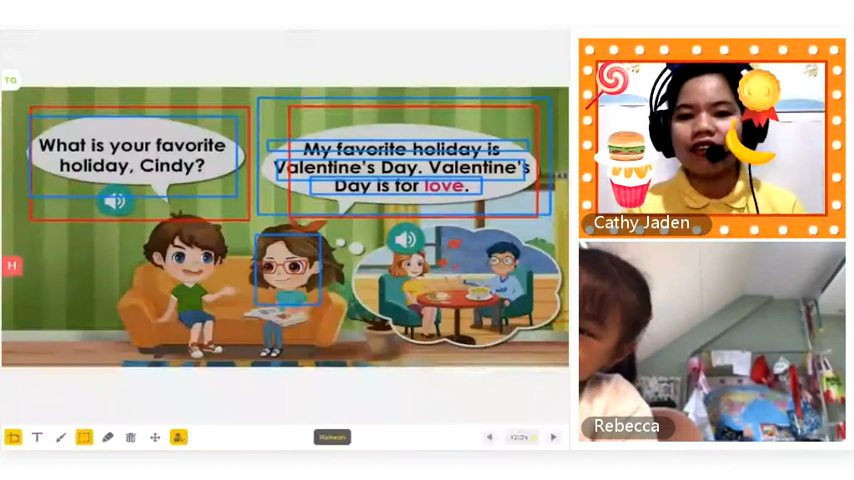 TG
What is your favorite
holiday, Cindy?
My favorite holiday is
Valentine's Day. Valentine's
Day is for love.
H
T
Cathy Jaden
Rebecca